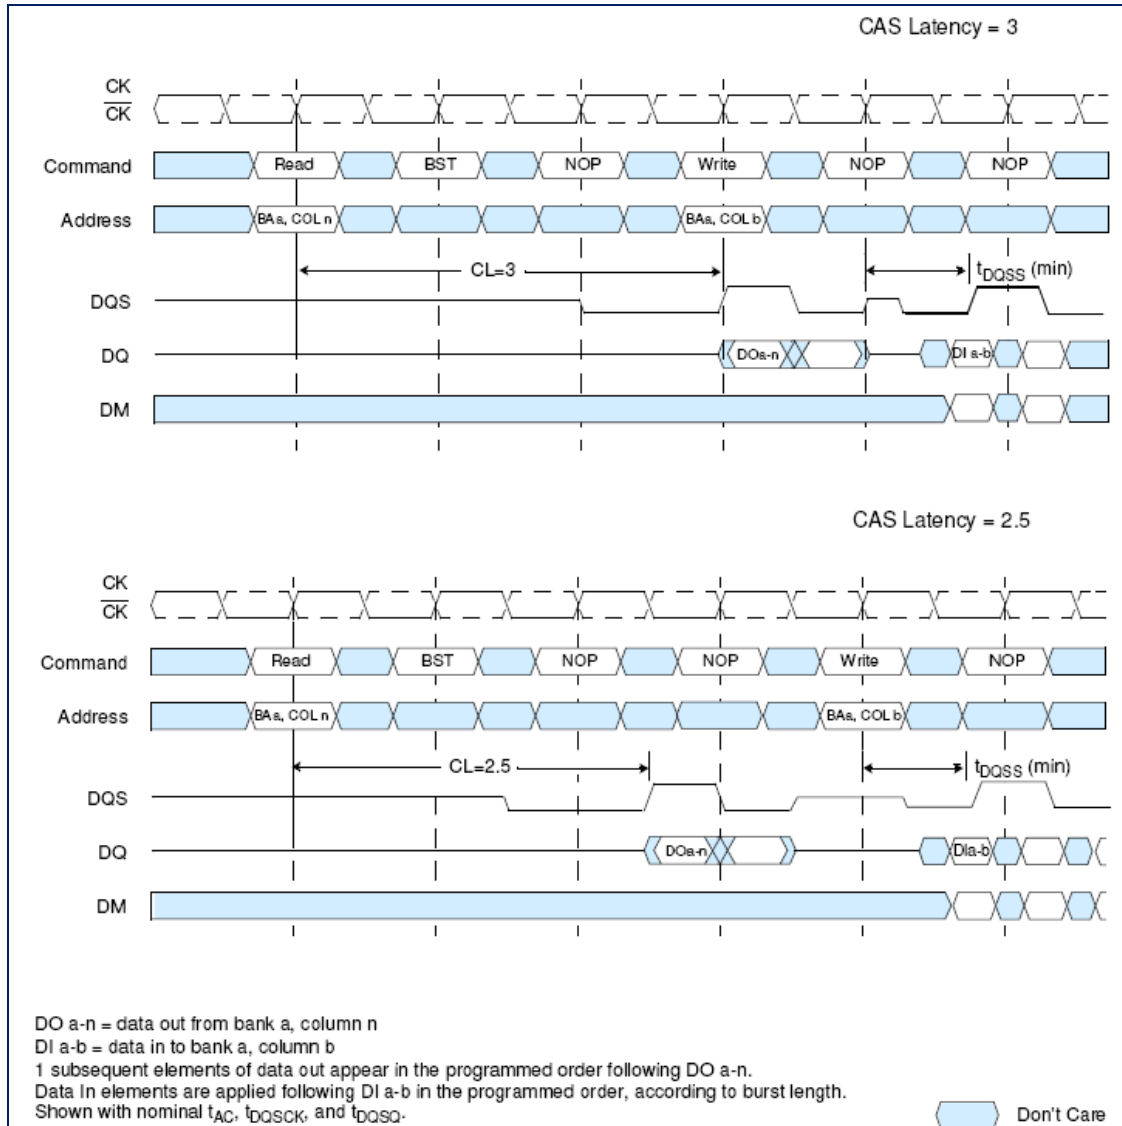 CAS Latency = 3
CK
CK
Command Read BST NOP Write NOP NOP
Address BAa, COL n BAa, COL b
CL=3 tDQSS (min)
DQS
DQ DOa-n DI a-b
DM
CAS Latency = 2.5
CK
CK
Command Read BST NOP NOP Write NOP
Address BAa, COL n BAa, COL b
CL=2.5 tDQSS (min)
DQS
DQ DOa-n DIa-b
DM
DO a-n = data out from bank a, column n
DI a-b = data in to bank a, column b
1 subsequent elements of data out appear in the programmed order following DO a-n.
Data In elements are applied following DI a-b in the programmed order, according to burst length.
Shown with nominal tAC, tDQSCK, and tDQSQ.
Don't Care